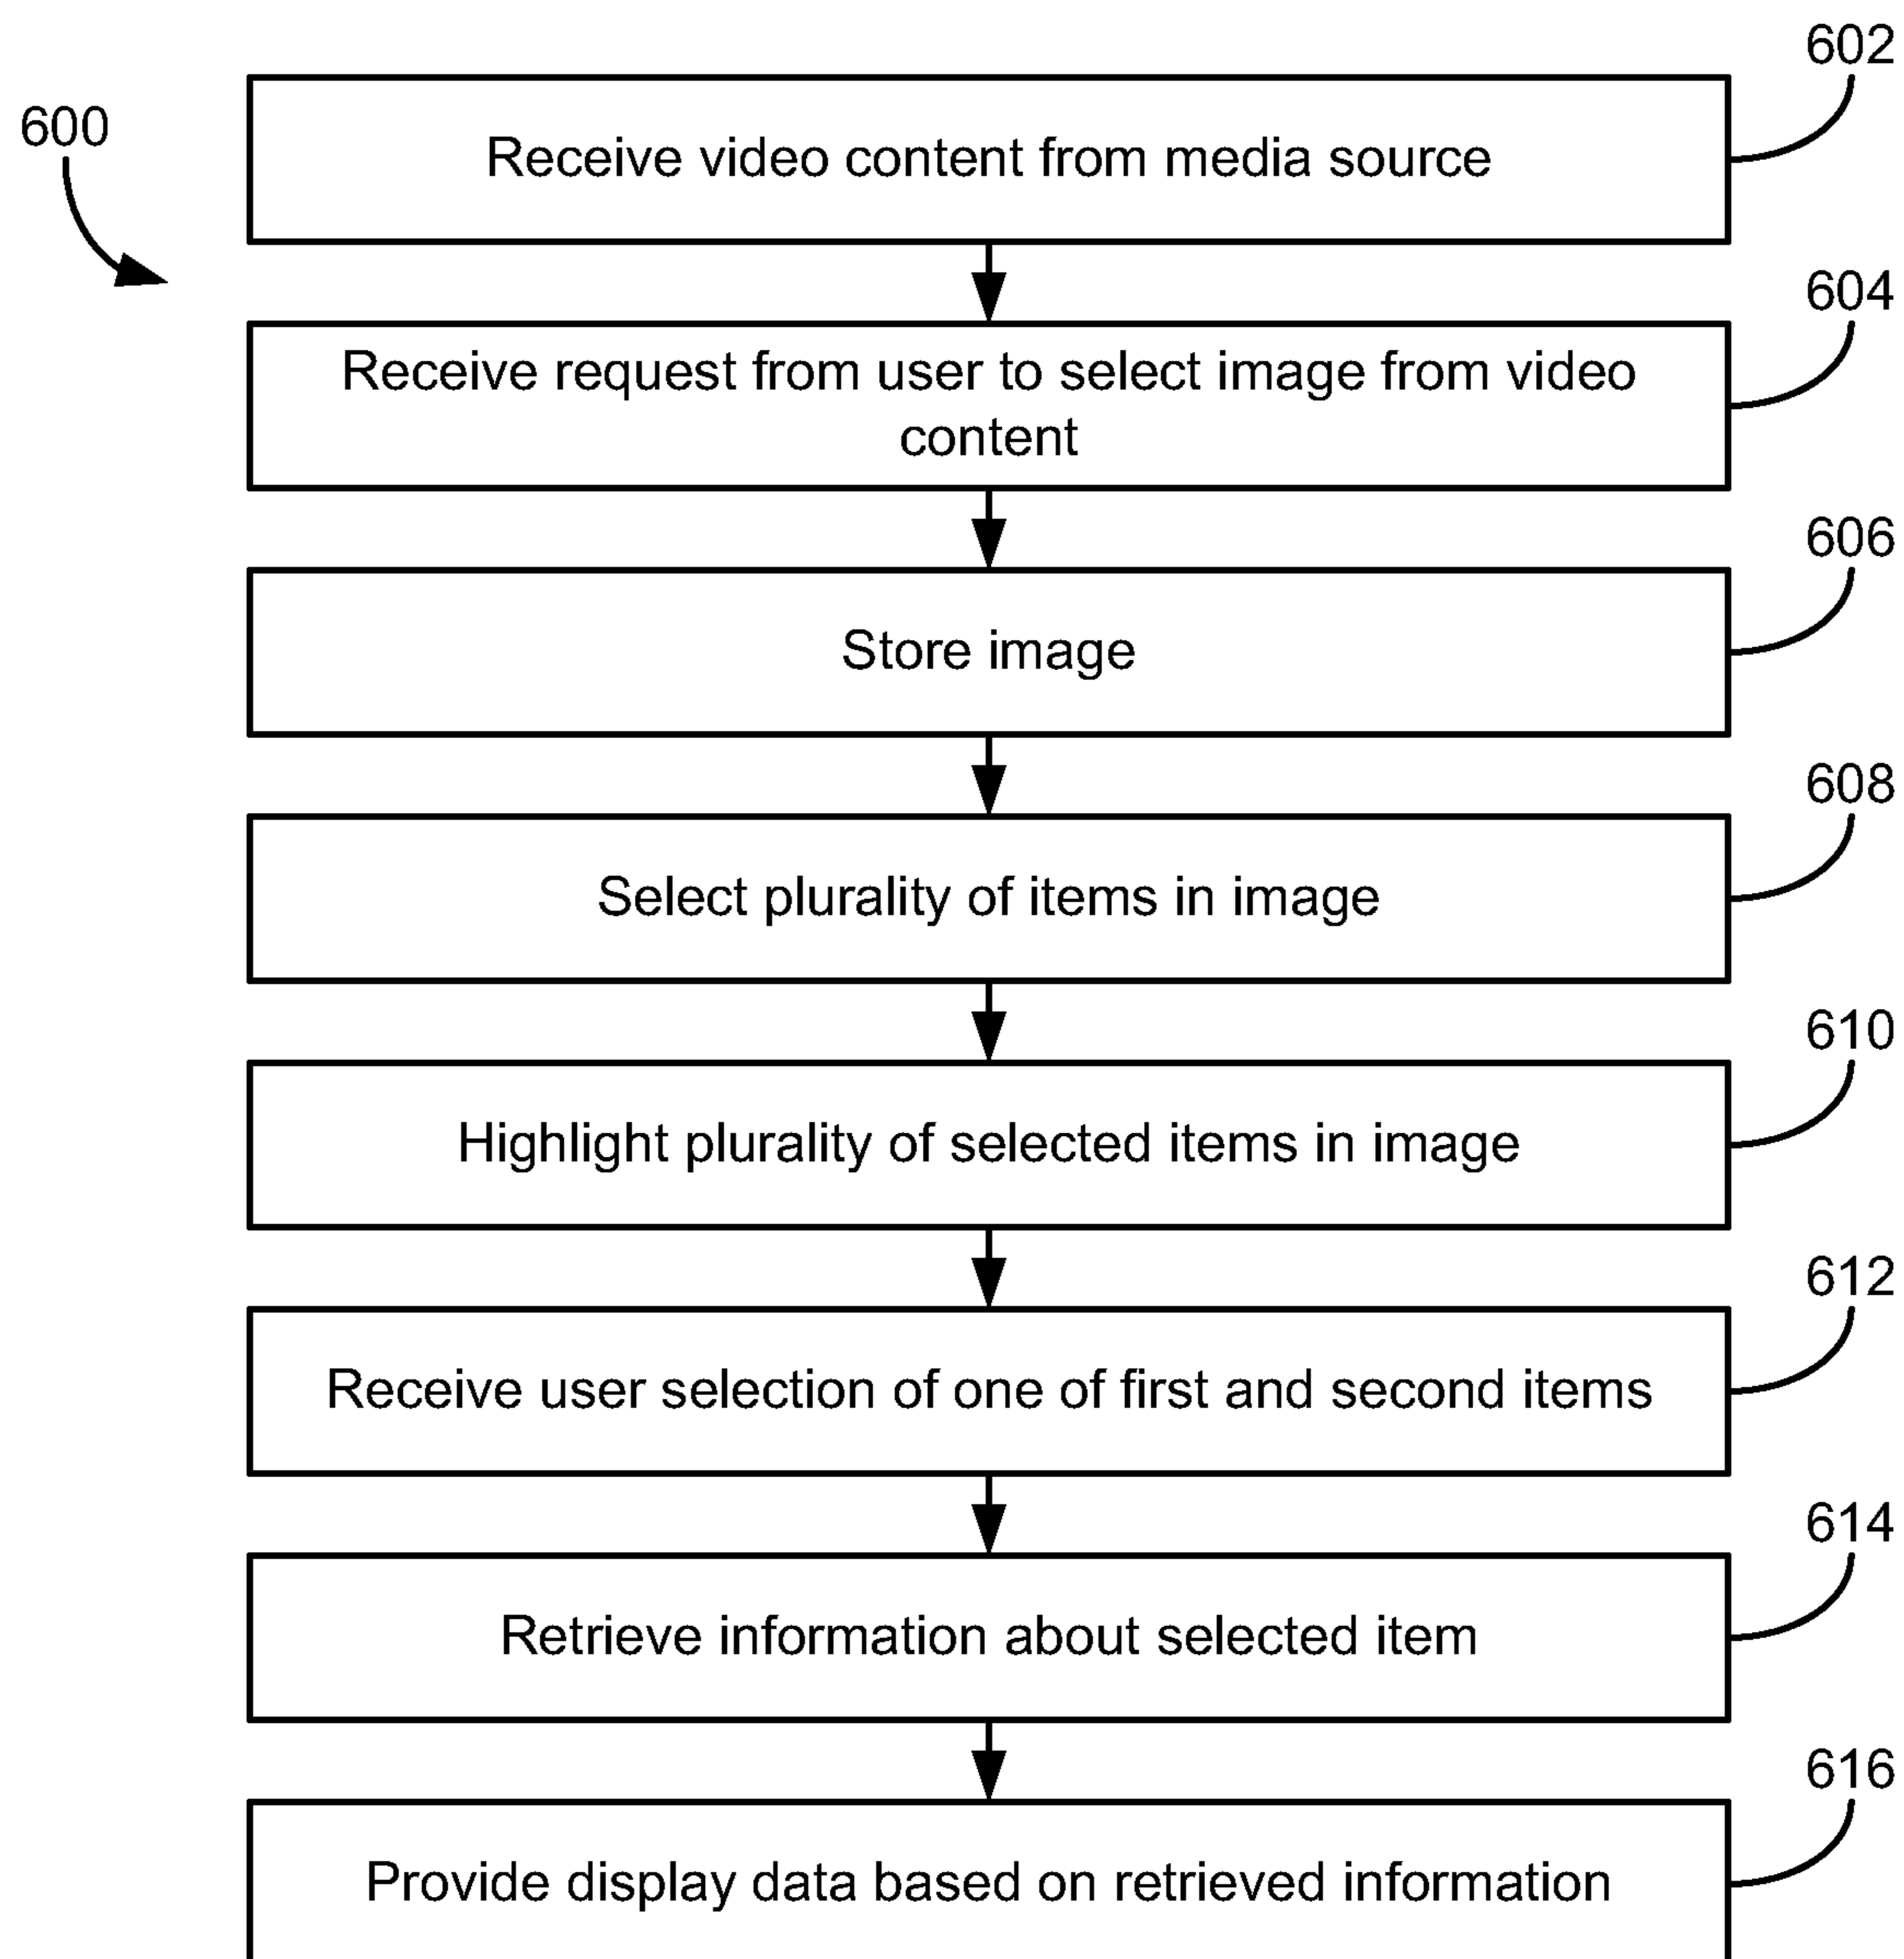 602
600
Receive video content from media source
604
Receive request from user to select image from video
content
606
Store image
608
Select plurality of items in image
610
Highlight plurality of selected items in image
612
Receive user selection of one of first and second items
614
Retrieve information about selected item
616
Provide display data based on retrieved information